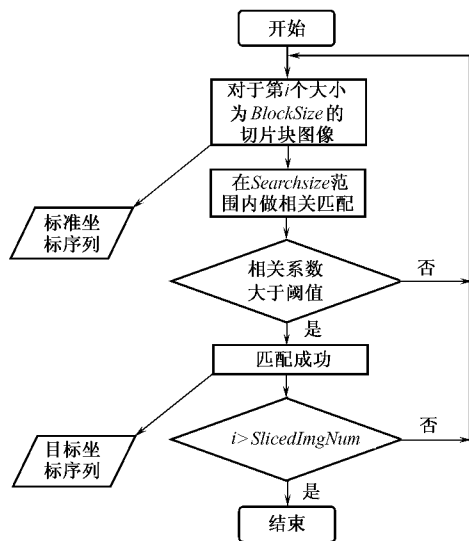 开始
对于第i个大小
为BlockSize的
切片块图像
在Searchsize范
围内做相关匹配
标准坐
标序列
相关系数
大于阈值
否
是
匹配成功
目标坐
标序列
i>SlicedImgNum
否
是
结束